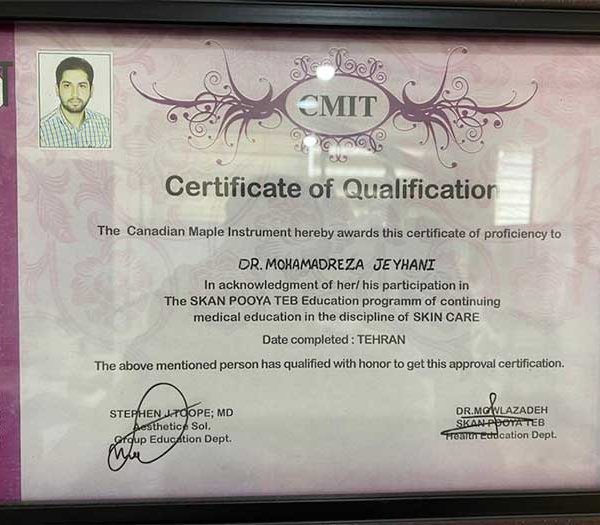 CMIT
Certificate of Qualification
The Canadian Maple Instrument hereby awards this certificate of proficiency to
DR. MOHAMADREZA JEYHANI
In acknowledgment of her/ his participation in
The SKAN POOYA TEB Education programm of continuing
medical education in the discipline of SKIN CARE
Date completed : TEHRAN
The above mentioned person has qualified with honor to get this approval certification.
STEPHEN J.TOOPE; MD
Aesthetice Sol.
Group Education Dept.
DR.MOWLAZADEH
SKAN POOYA TEB
Health Education Dept.